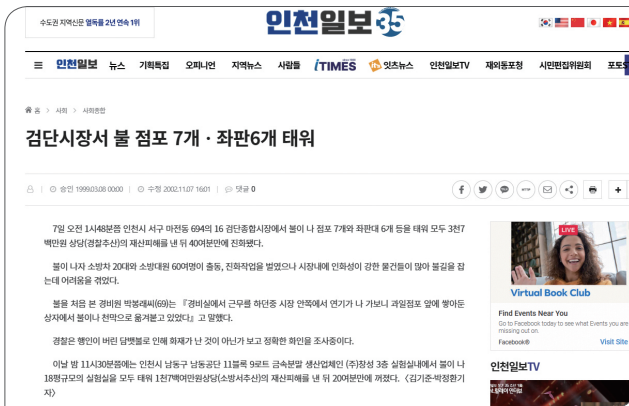 수도권 지역신문 열독률 2년 연속 1위
인천일보 35
인천일보 뉴스 기획특집 오피니언 지역뉴스 사람들 iTIMES 잇츠뉴스 인천일보TV 재외동포청 시민편집위원회 포토S
홈 > 사회 > 사회종합
검단시장서 불 점포 7개 · 좌판6개 태워
승인 1999.03.08 00:00 수정 2002.11.07 16:01 댓글 0
7일 오전 1시48분쯤 인천시 서구 마전동 694의 16 검단종합시장에서 불이 나 점포 7개와 좌판대 6개 등을 태워 모두 3천7
백만원 상당(경찰추산)의 재산피해를 낸 뒤 40여분만에 진화됐다.
불이 나자 소방차 20대와 소방대원 60여명이 출동, 진화작업을 벌였으나 시장내에 인화성이 강한 물건들이 많아 불길을 잡
는데 어려움을 겪었다.
불을 처음 본 경비원 박봉래씨(69)는 『경비실에서 근무를 하던중 시장 안쪽에서 연기가 나 가보니 과일점포 앞에 쌓아둔
상자에서 불이나 천막으로 옮겨붙고 있었다』고 말했다.
경찰은 행인이 버린 담뱃불로 인해 화재가 난 것이 아닌가 보고 정확한 화인을 조사중이다.
이날 밤 11시30분쯤에는 인천시 남동구 남동공단 11블록 9로트 금속분말 생산업체인 (주)창성 3층 실험실내에서 불이 나
18평규모의 실험실을 모두 태워 1천7백여만원상당(소방서추산)의 재산피해를 낸 뒤 20여분만에 꺼졌다. 〈김기준·박정환기
자〉
LIVE
Virtual Book Club
Find Events Near You
Go to Facebook today to see what Events you are
missing out on.
Facebook® Visit Site
인천일보TV